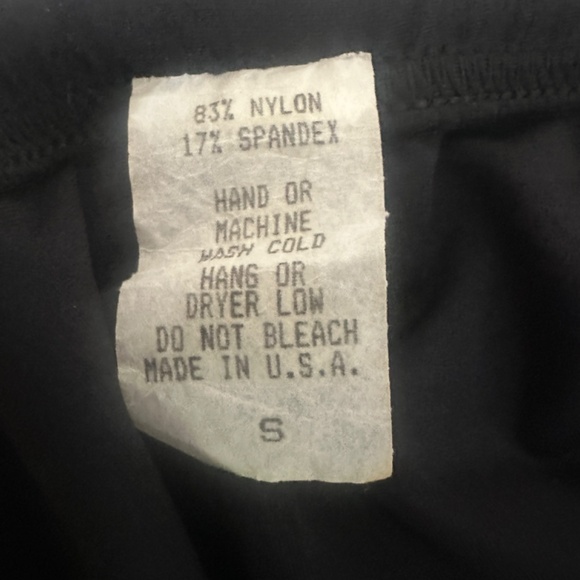 83% NYLON
17% SPANDEX
HAND OR
MACHINE
WASH COLD
HANG OR
DRYER LOW
DO NOT BLEACH
MADE IN U.S.A.
S